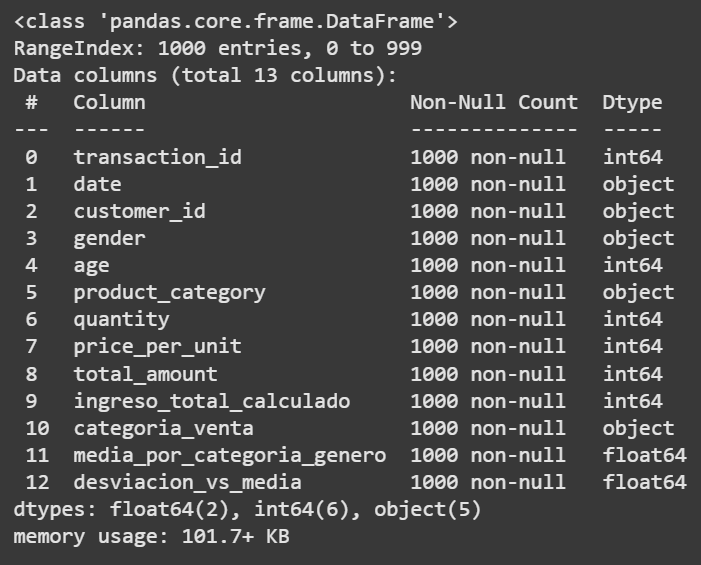 <class 'pandas.core.frame.DataFrame'>
RangeIndex: 1000 entries, 0 to 999
Data columns (total 13 columns):
 #   Column                      Non-Null Count  Dtype
---  ------                      --------------  -----
 0   transaction_id              1000 non-null   int64
 1   date                        1000 non-null   object
 2   customer_id                 1000 non-null   object
 3   gender                      1000 non-null   object
 4   age                         1000 non-null   int64
 5   product_category            1000 non-null   object
 6   quantity                    1000 non-null   int64
 7   price_per_unit              1000 non-null   int64
 8   total_amount                1000 non-null   int64
 9   ingreso_total_calculado     1000 non-null   int64
 10  categoria_venta             1000 non-null   object
 11  media_por_categoria_genero  1000 non-null   float64
 12  desviacion_vs_media         1000 non-null   float64
dtypes: float64(2), int64(6), object(5)
memory usage: 101.7+ KB